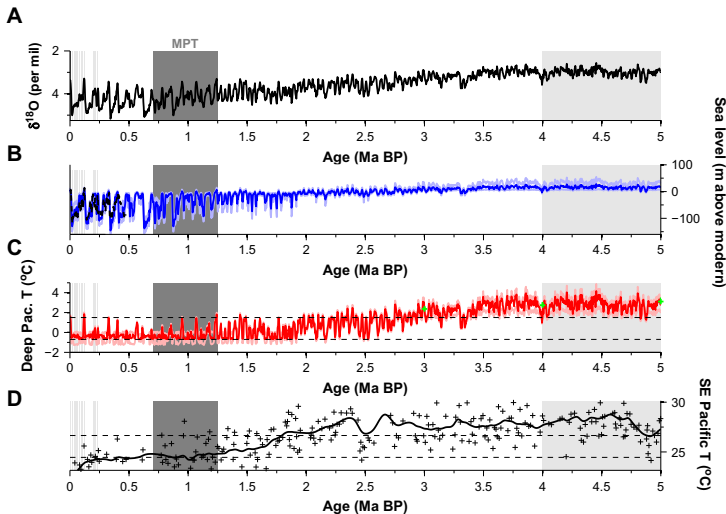 A
MPT
2
4
δ18O (per mil)
0 0.5 1 1.5 2 2.5 3 3.5 4 4.5 5
Age (Ma BP)
B
100
0
−100
Sea level (m above modern)
0 0.5 1 1.5 2 2.5 3 3.5 4 4.5 5
Age (Ma BP)
C
4
2
0
−2
Deep Pac. T (°C)
0 0.5 1 1.5 2 2.5 3 3.5 4 4.5 5
Age (Ma BP)
D
30
25
SE Pacific T (°C)
0 0.5 1 1.5 2 2.5 3 3.5 4 4.5 5
Age (Ma BP)